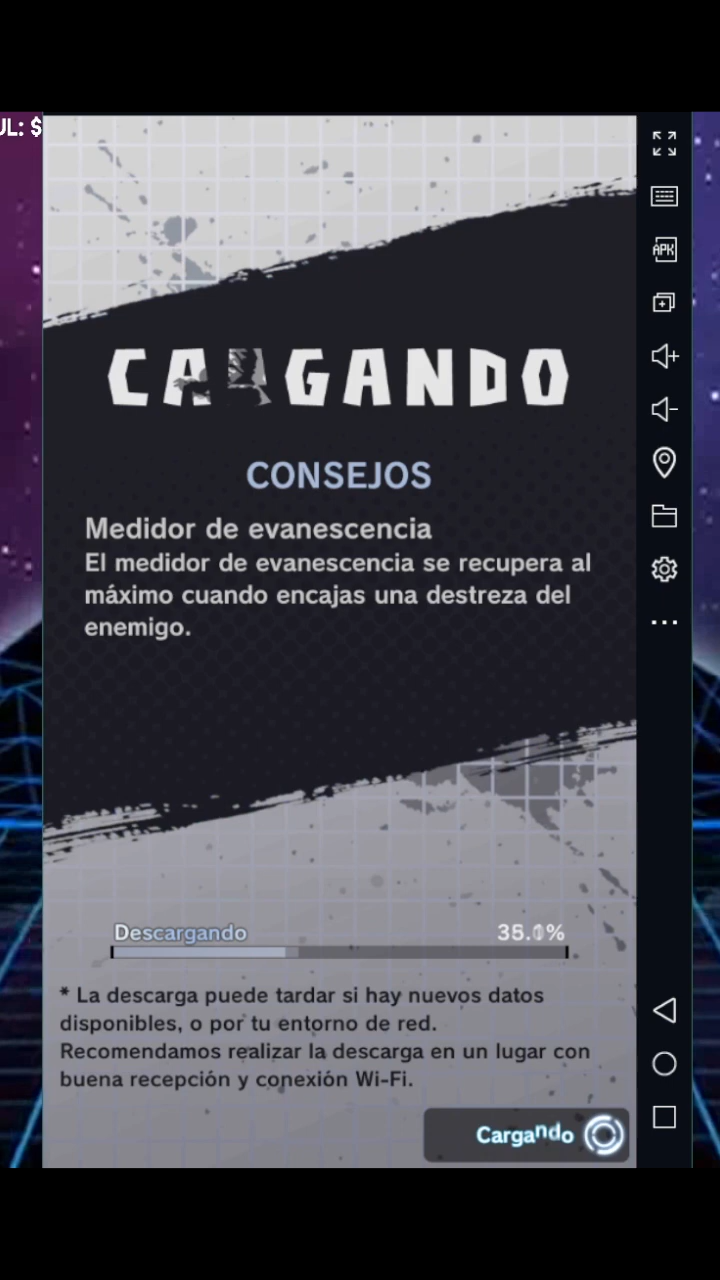 JL: $
CARGANDO
CONSEJOS
Medidor de evanescencia
El medidor de evanescencia se recupera al
máximo cuando encajas una destreza del
enemigo.
APK
Descargando
* La descarga puede tardar si hay nuevos datos
disponibles, o por tu entorno de red.
Recomendamos realizar la descarga en un lugar con
buena recepción y conexión Wi-Fi.
Cargando